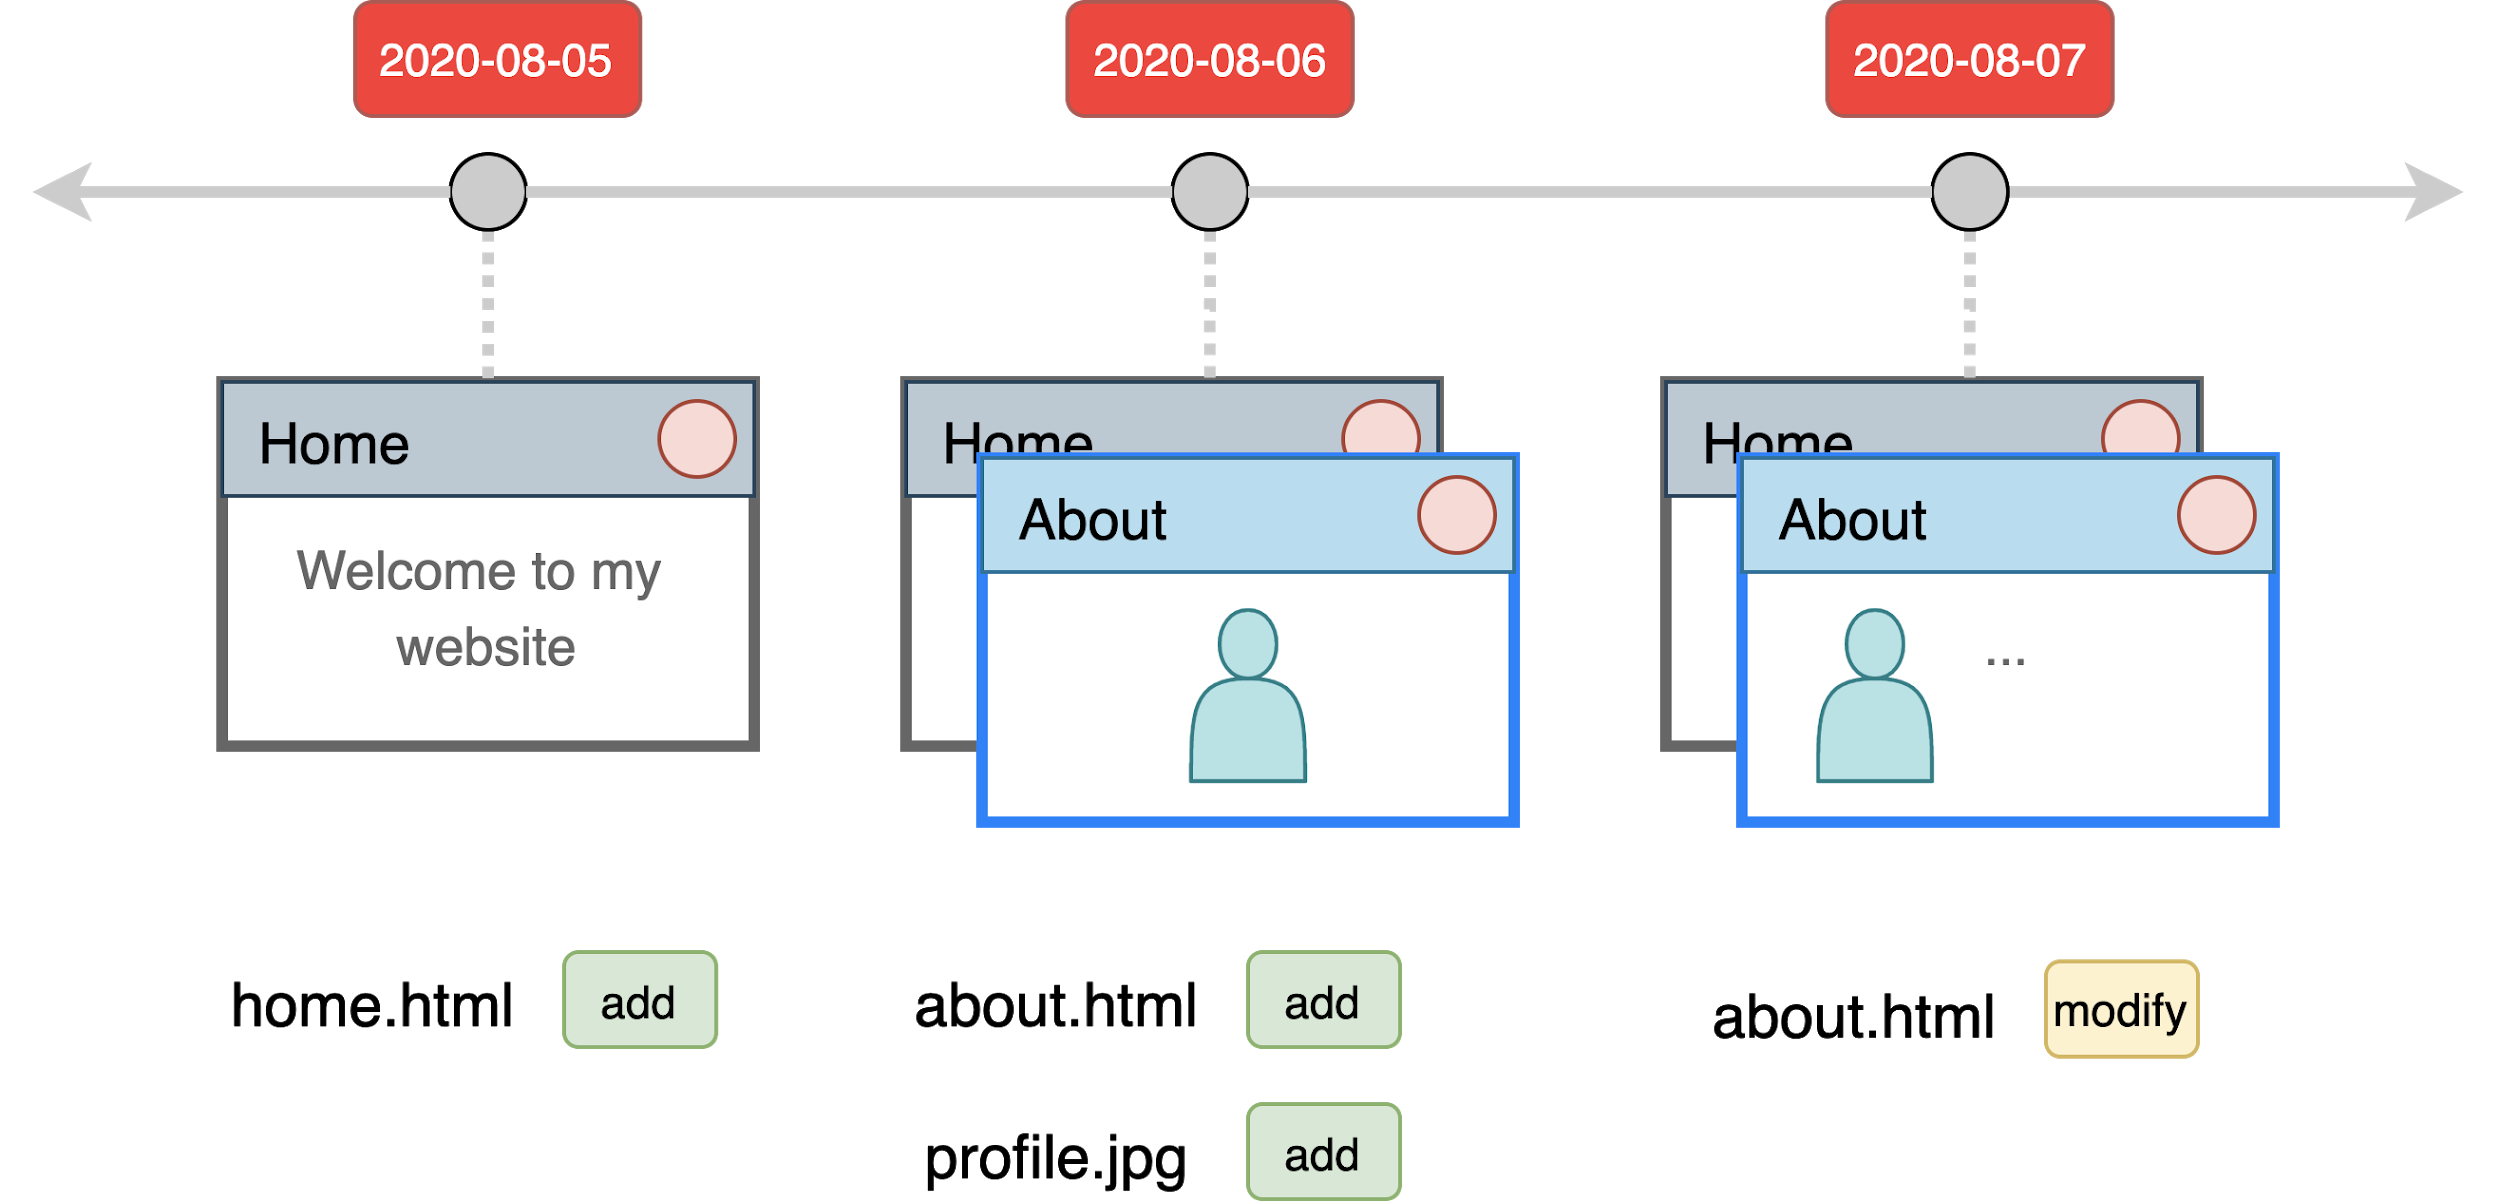 2020-08-05
2020-08-06
2020-08-07
Home
Welcome to my
website
Home
About
Home
About
...
home.html
add
about.html
add
profile.jpg
add
about.html
modify